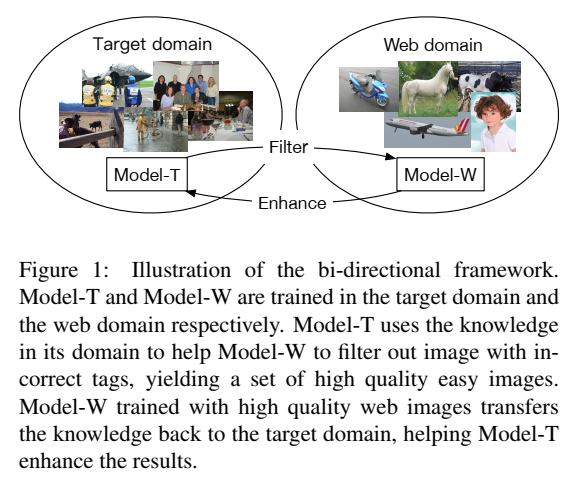 Target domain
Web domain
Filter
Model-T
Model-W
Enhance
Figure 1: Illustration of the bi-directional framework.
Model-T and Model-W are trained in the target domain and
the web domain respectively. Model-T uses the knowledge
in its domain to help Model-W to filter out image with in-
correct tags, yielding a set of high quality easy images.
Model-W trained with high quality web images transfers
the knowledge back to the target domain, helping Model-T
enhance the results.